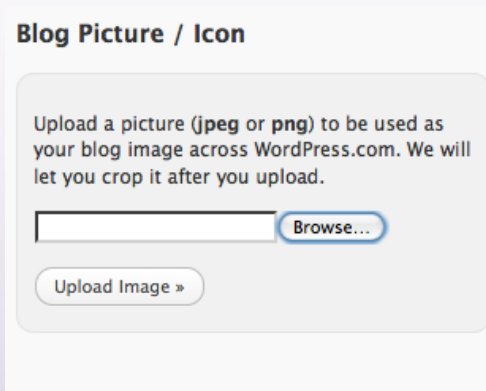 Blog Picture / Icon
Upload a picture (jpeg or png) to be used as
your blog image across WordPress.com. We will
let you crop it after you upload.
Browse...
Upload Image »